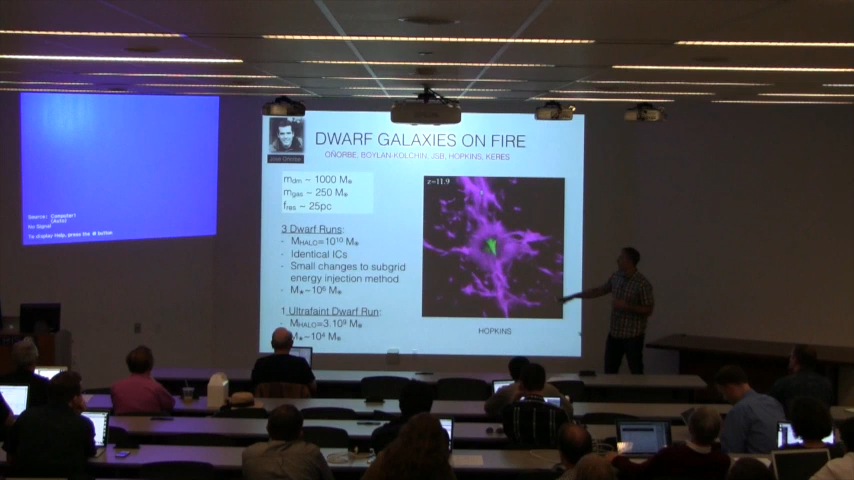 Source: Computer1
(Auto)
No Signal
To display Help, press the button
Jose Oñorbe
DWARF GALAXIES ON FIRE
OÑORBE, BOYLAN-KOLCHIN, JSB, HOPKINS, KERES
mdm ~ 1000 M⊙
mgas ~ 250 M⊙
fres ~ 25pc
3 Dwarf Runs:
- MHALO=10¹⁰ M⊙
- Identical ICs
- Small changes to subgrid
energy injection method
- M★~10⁶ M⊙
1 Ultrafaint Dwarf Run:
- MHALO=3.10⁹ M⊙
M★~10⁴ M⊙
z=11.9
HOPKINS